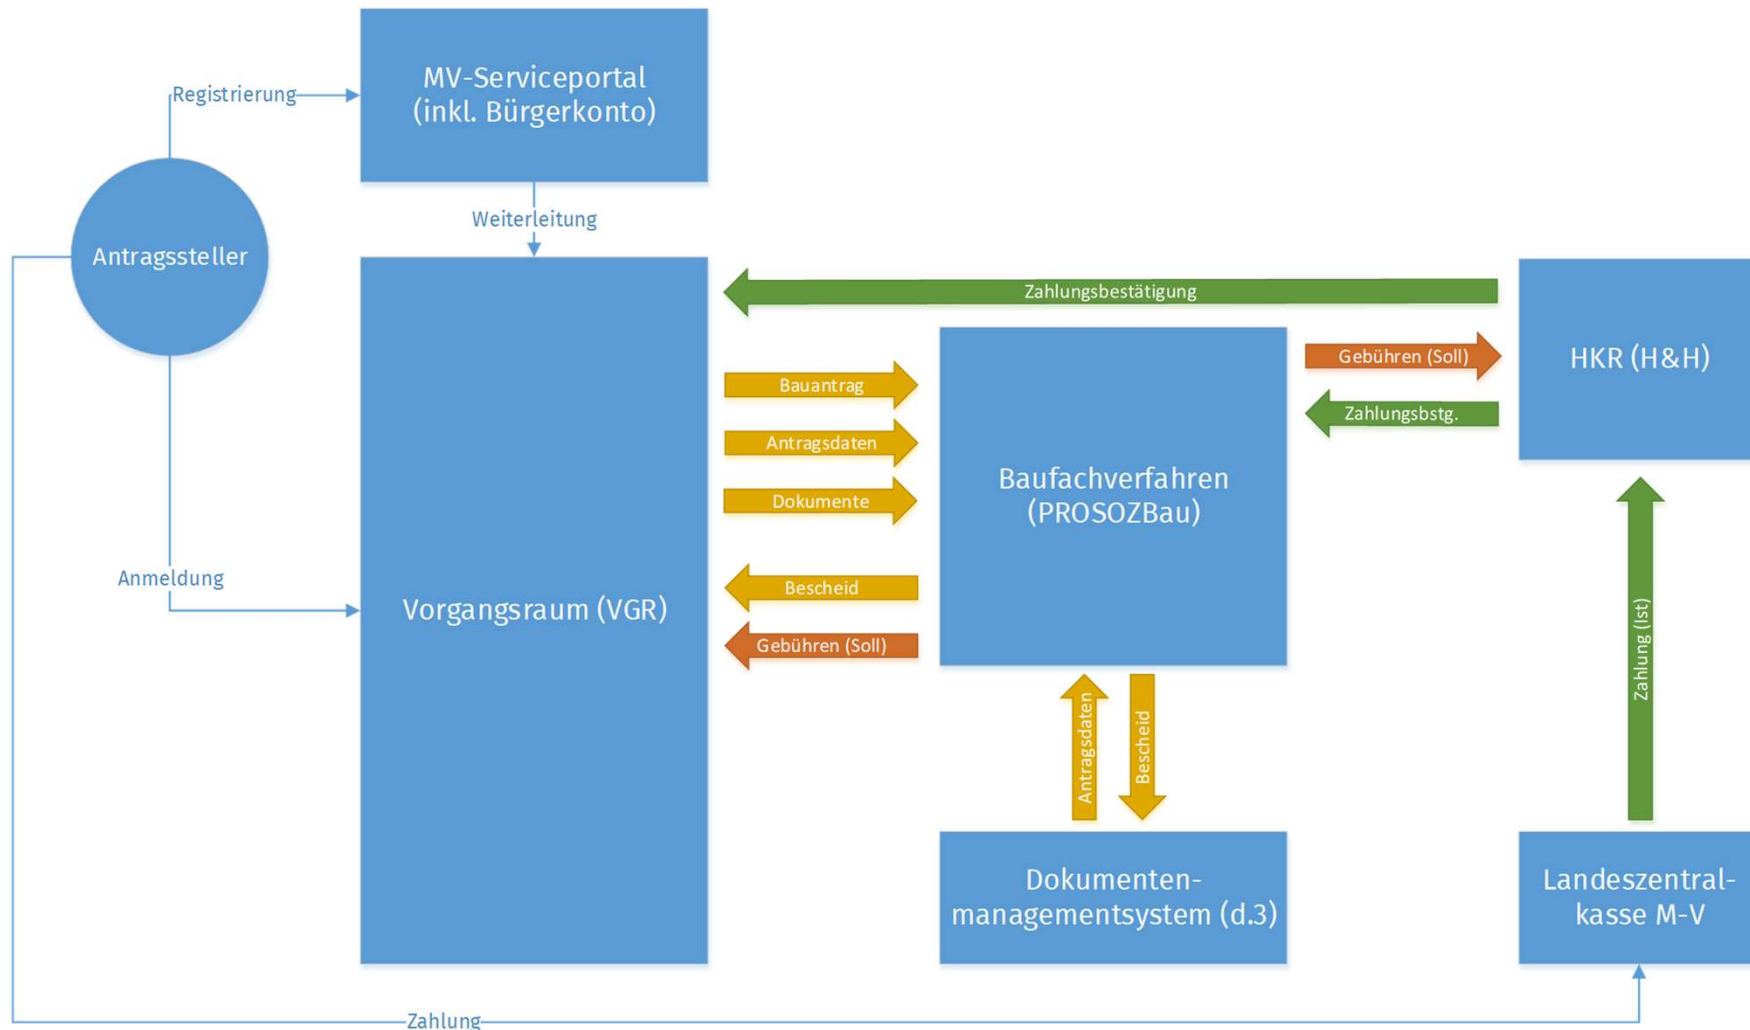 MV-Serviceportal
(inkl. Bürgerkonto)
Registrierung
Weiterleitung
Antragssteller
Zahlungsbestätigung
Gebühren (Soll)
HKR (H&H)
Bauantrag
Zahlungsbstg.
Antragsdaten
Baufachverfahren
(PROSOZBau)
Dokumente
Anmeldung
Vorgangsraum (VGR)
Bescheid
Gebühren (Soll)
Zahlung (Ist)
Antragsdaten
Bescheid
Dokumenten-
managementsystem (d.3)
Landeszentral-
kasse M-V
Zahlung